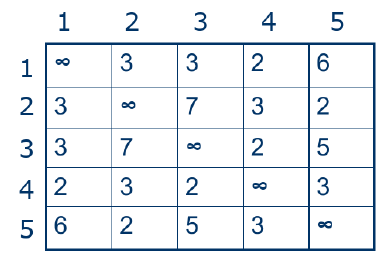 1 2 3 4 5
1 ∞ 3 3 2 6
2 3 ∞ 7 3 2
3 3 7 ∞ 2 5
4 2 3 2 ∞ 3
5 6 2 5 3 ∞